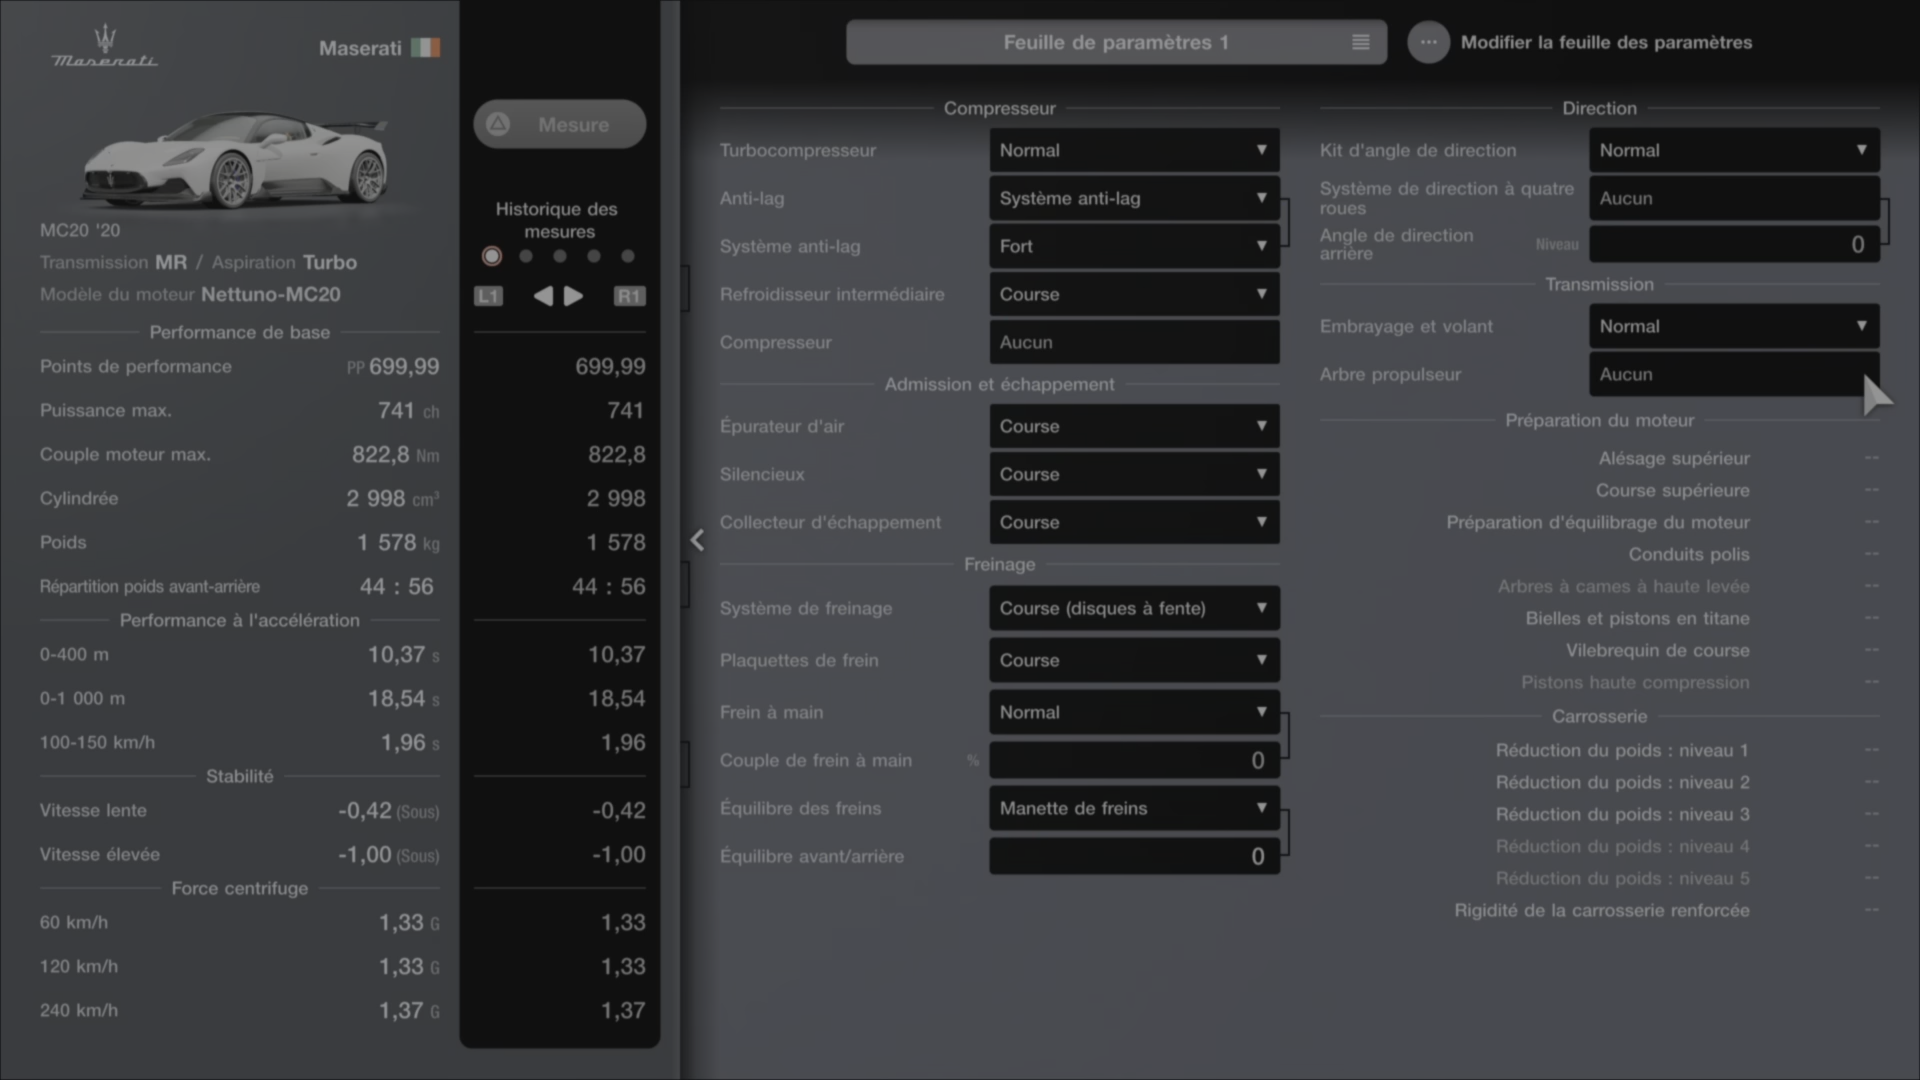 Maserati
Maserati
MC20 '20
Transmission MR / Aspiration Turbo
Modèle du moteur Nettuno-MC20
Performance de base
Points de performance PP 699,99
Puissance max. 741 ch
Couple moteur max. 822,8 Nm
Cylindrée 2 998 cm³
Poids 1 578 kg
Répartition poids avant-arrière 44 : 56
Performance à l'accélération
0-400 m 10,37 s
0-1 000 m 18,54 s
100-150 km/h 1,96 s
Stabilité
Vitesse lente -0,42 (Sous)
Vitesse élevée -1,00 (Sous)
Force centrifuge
60 km/h 1,33 G
120 km/h 1,33 G
240 km/h 1,37 G
Mesure
Historique des
mesures
L1 R1
699,99
741
822,8
2 998
1 578
44 : 56
10,37
18,54
1,96
-0,42
-1,00
1,33
1,33
1,37
Feuille de paramètres 1
Modifier la feuille des paramètres
Compresseur
Turbocompresseur Normal
Anti-lag Système anti-lag
Système anti-lag Fort
Refroidisseur intermédiaire Course
Compresseur Aucun
Admission et échappement
Épurateur d'air Course
Silencieux Course
Collecteur d'échappement Course
Freinage
Système de freinage Course (disques à fente)
Plaquettes de frein Course
Frein à main Normal
Couple de frein à main % 0
Équilibre des freins Manette de freins
Équilibre avant/arrière 0
Direction
Kit d'angle de direction Normal
Système de direction à quatre
roues Aucun
Angle de direction
arrière Niveau 0
Transmission
Embrayage et volant Normal
Arbre propulseur Aucun
Préparation du moteur
Alésage supérieur --
Course supérieure --
Préparation d'équilibrage du moteur --
Conduits polis --
Arbres à cames à haute levée --
Bielles et pistons en titane --
Vilebrequin de course --
Pistons haute compression --
Carrosserie
Réduction du poids : niveau 1 --
Réduction du poids : niveau 2 --
Réduction du poids : niveau 3 --
Réduction du poids : niveau 4 --
Réduction du poids : niveau 5 --
Rigidité de la carrosserie renforcée --